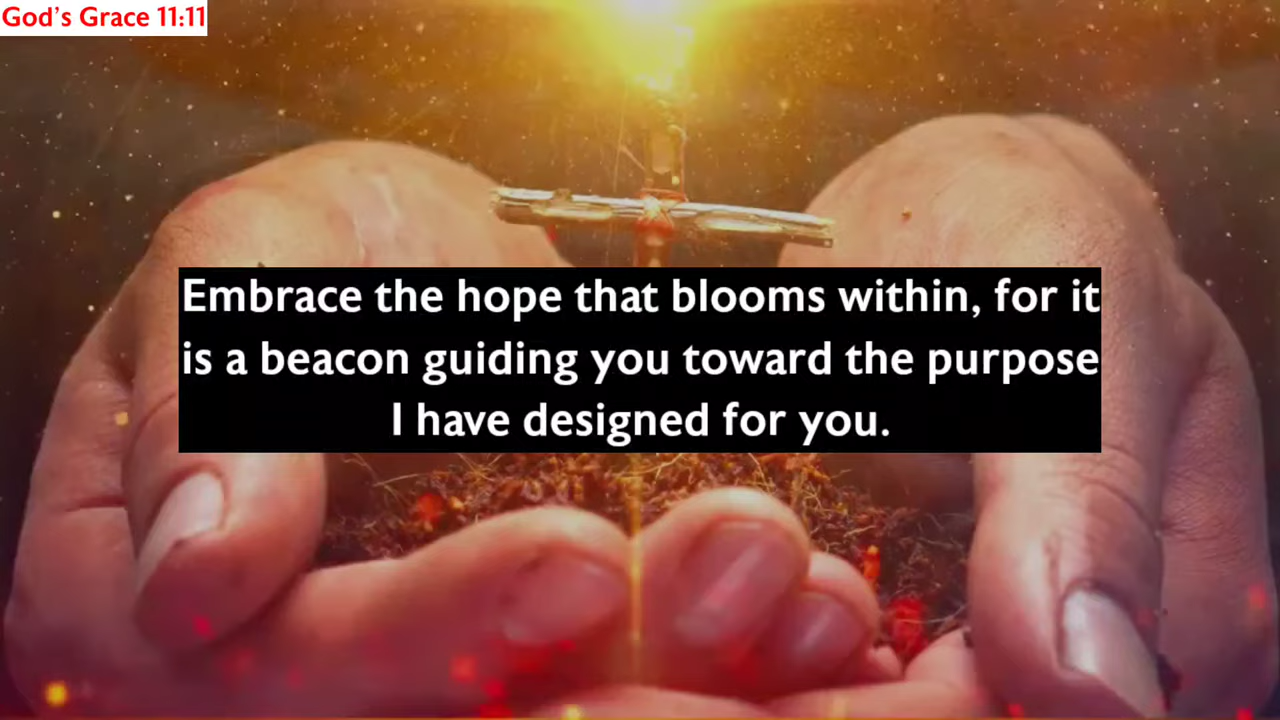 God's Grace 11:11
Embrace the hope that blooms within, for it
is a beacon guiding you toward the purpose
I have designed for you.